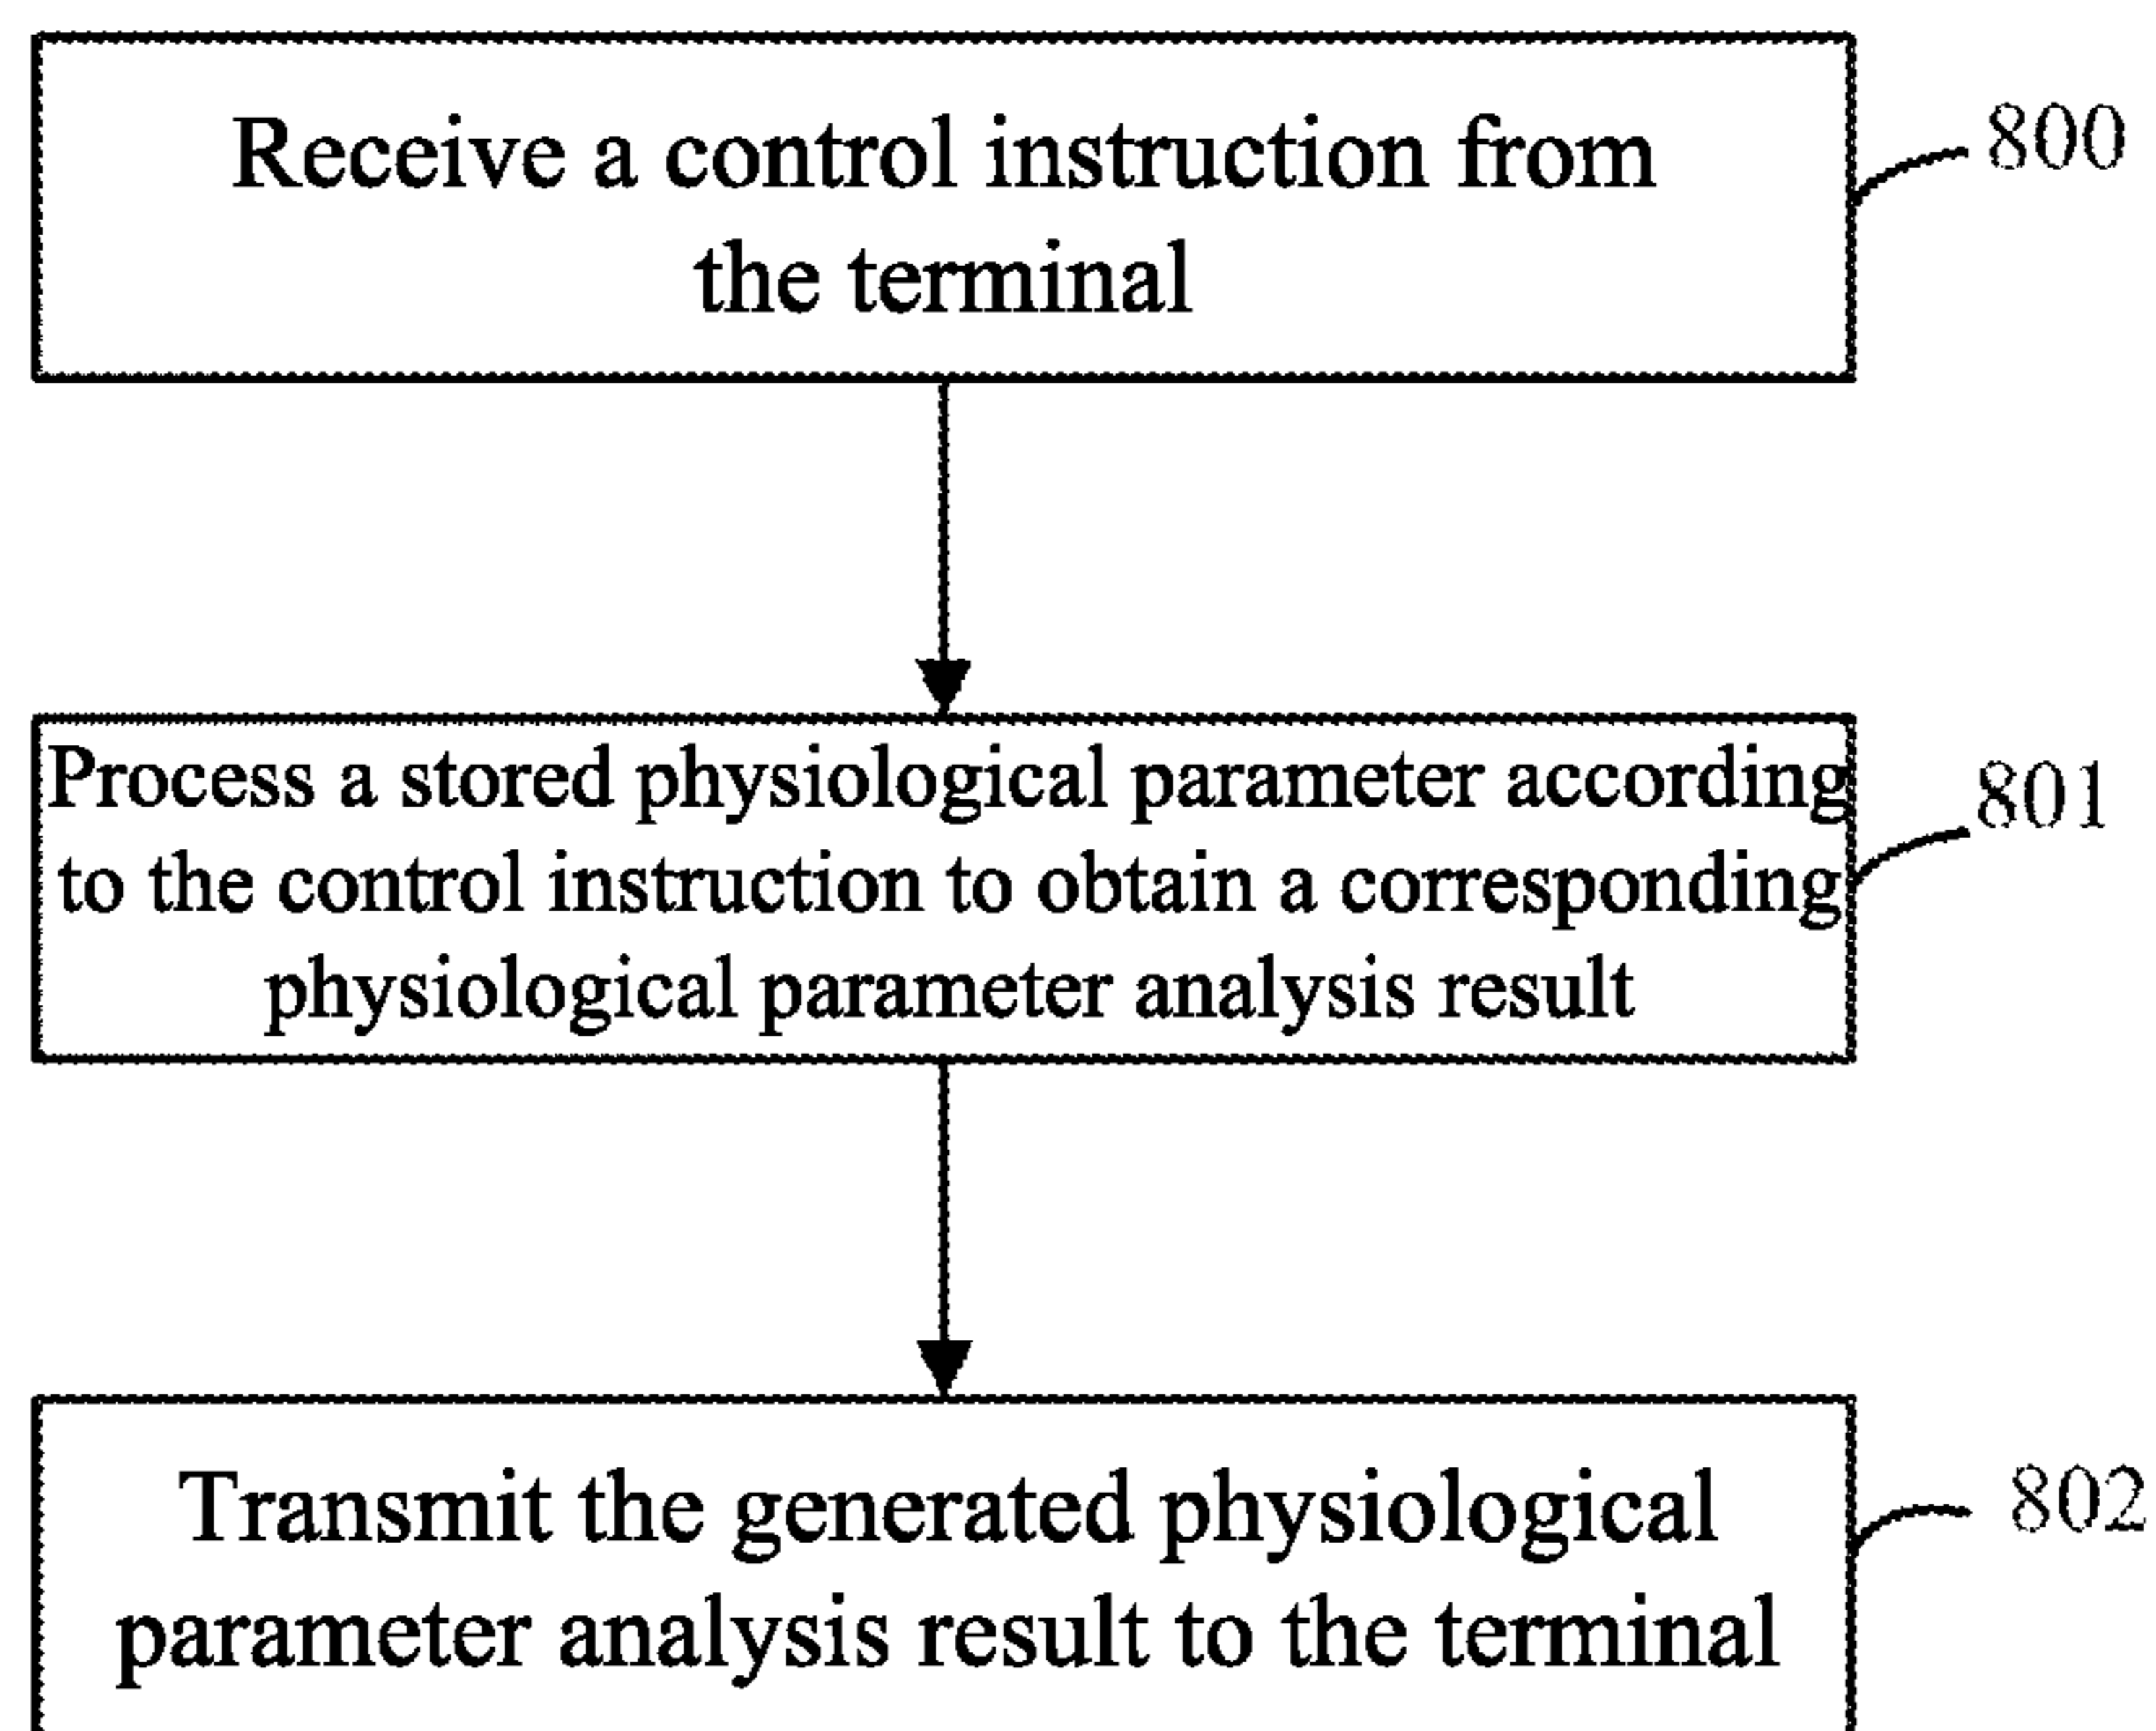 Receive a control instruction from
the terminal
800
Process a stored physiological parameter according
to the control instruction to obtain a corresponding
physiological parameter analysis result
801
Transmit the generated physiological
parameter analysis result to the terminal
802